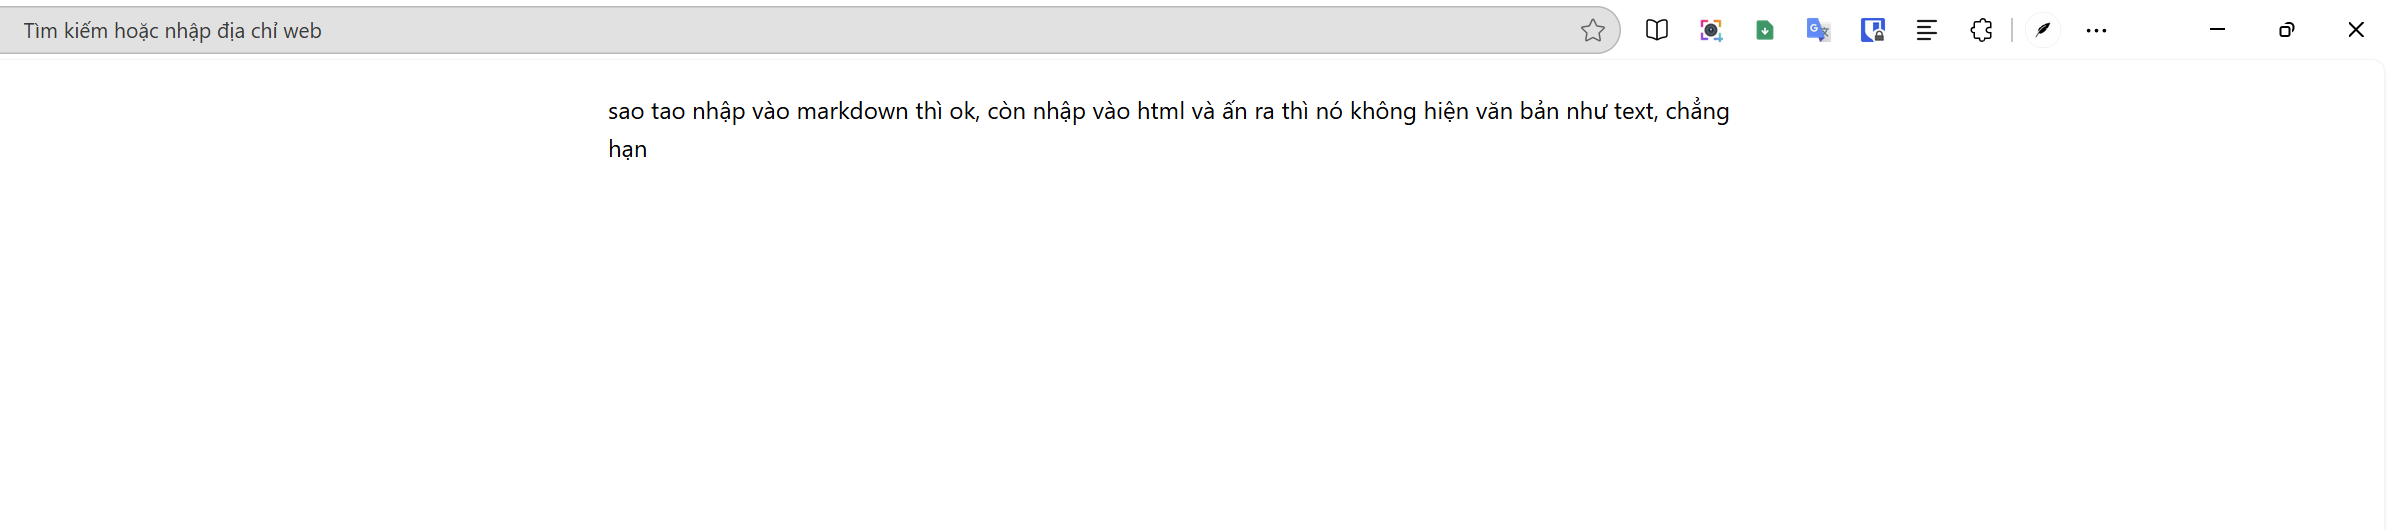 Tìm kiếm hoặc nhập địa chỉ web
sao tao nhập vào markdown thì ok, còn nhập vào html và ấn ra thì nó không hiện văn bản như text, chẳng
hạn